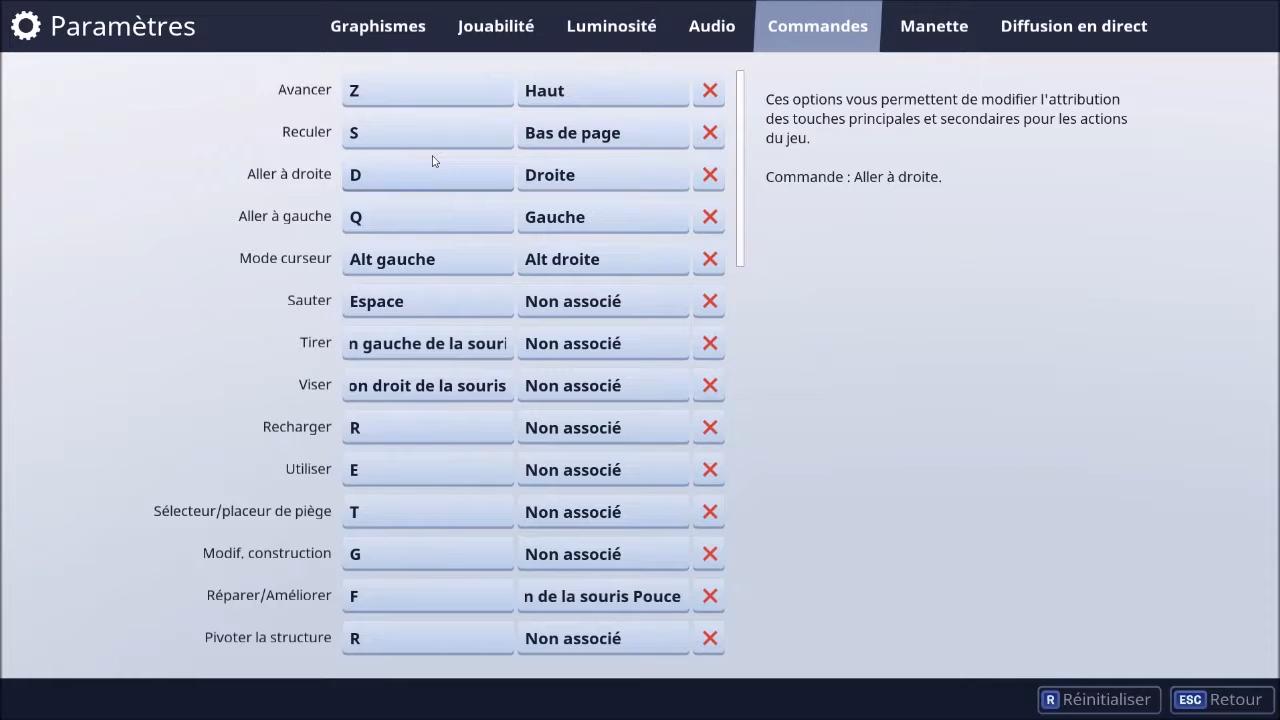 Paramètres
Graphismes Jouabilité Luminosité Audio Commandes Manette Diffusion en direct
Avancer Z Haut
Reculer S Bas de page
Aller à droite D Droite
Aller à gauche Q Gauche
Mode curseur Alt gauche Alt droite
Sauter Espace Non associé
Tirer n gauche de la souri Non associé
Viser on droit de la souris Non associé
Recharger R Non associé
Utiliser E Non associé
Sélecteur/placeur de piège T Non associé
Modif. construction G Non associé
Réparer/Améliorer F n de la souris Pouce
Pivoter la structure R Non associé
Ces options vous permettent de modifier l'attribution
des touches principales et secondaires pour les actions
du jeu.
Commande : Aller à droite.
R Réinitialiser ESC Retour